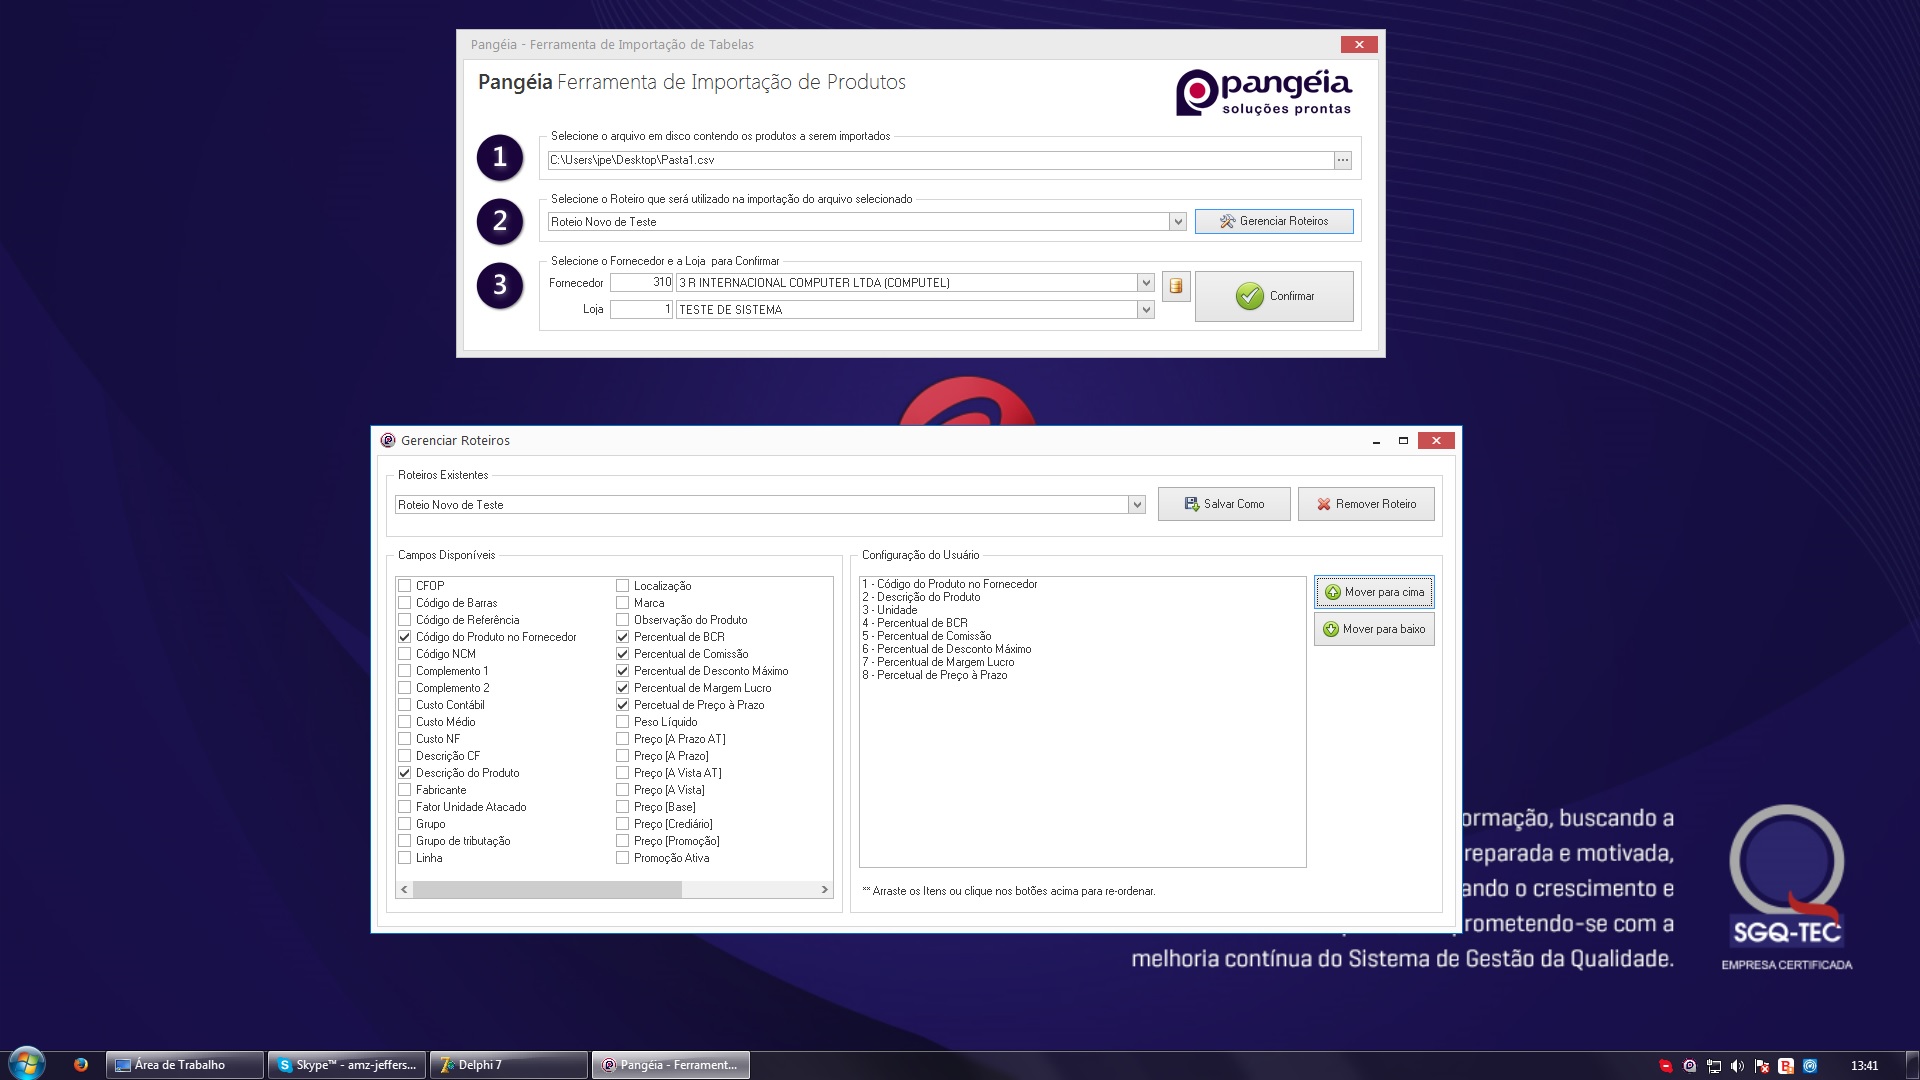 Pangéia - Ferramenta de Importação de Tabelas
Pangéia Ferramenta de Importação de Produtos
pangéia
soluções prontas
1
Selecione o arquivo em disco contendo os produtos a serem importados
C:\Users\jpe\Desktop\Pasta1.csv
...
2
Selecione o Roteiro que será utilizado na importação do arquivo selecionado
Roteio Novo de Teste
Gerenciar Roteiros
3
Selecione o Fornecedor e a Loja para Confirmar
Fornecedor 310 3 R INTERNACIONAL COMPUTER LTDA (COMPUTEL)
Loja 1 TESTE DE SISTEMA
Confirmar
Gerenciar Roteiros
Roteiros Existentes
Roteio Novo de Teste
Salvar Como
Remover Roteiro
Campos Disponíveis
CFOP
Código de Barras
Código de Referência
Código do Produto no Fornecedor
Código NCM
Complemento 1
Complemento 2
Custo Contábil
Custo Médio
Custo NF
Descrição CF
Descrição do Produto
Fabricante
Fator Unidade Atacado
Grupo
Grupo de tributação
Linha
Localização
Marca
Observação do Produto
Percentual de BCR
Percentual de Comissão
Percentual de Desconto Máximo
Percentual de Margem Lucro
Percetual de Preço à Prazo
Peso Líquido
Preço [A Prazo AT]
Preço [A Prazo]
Preço [A Vista AT]
Preço [A Vista]
Preço [Base]
Preço [Crediário]
Preço [Promoção]
Promoção Ativa
Configuração do Usuário
1 - Código do Produto no Fornecedor
2 - Descrição do Produto
3 - Unidade
4 - Percentual de BCR
5 - Percentual de Comissão
6 - Percentual de Desconto Máximo
7 - Percentual de Margem Lucro
8 - Percetual de Preço à Prazo
Mover para cima
Mover para baixo
** Arraste os Itens ou clique nos botões acima para re-ordenar.
ormação, buscando a
reparada e motivada,
ando o crescimento e
rometendo-se com a
melhoria contínua do Sistema de Gestão da Qualidade.
SGQ-TEC
EMPRESA CERTIFICADA
Área de Trabalho
Skype™ - amz-jeffers...
Delphi 7
Pangéia - Ferrament...
13:41